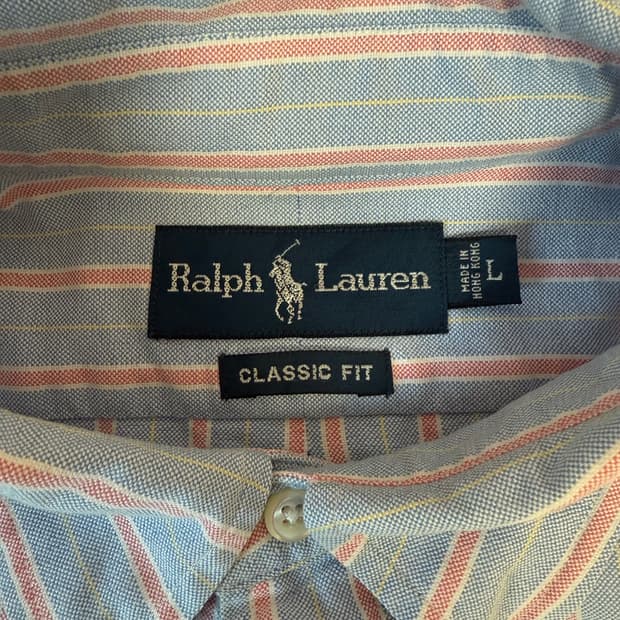 Ralph Lauren
MADE IN
HONG KONG
L
CLASSIC FIT